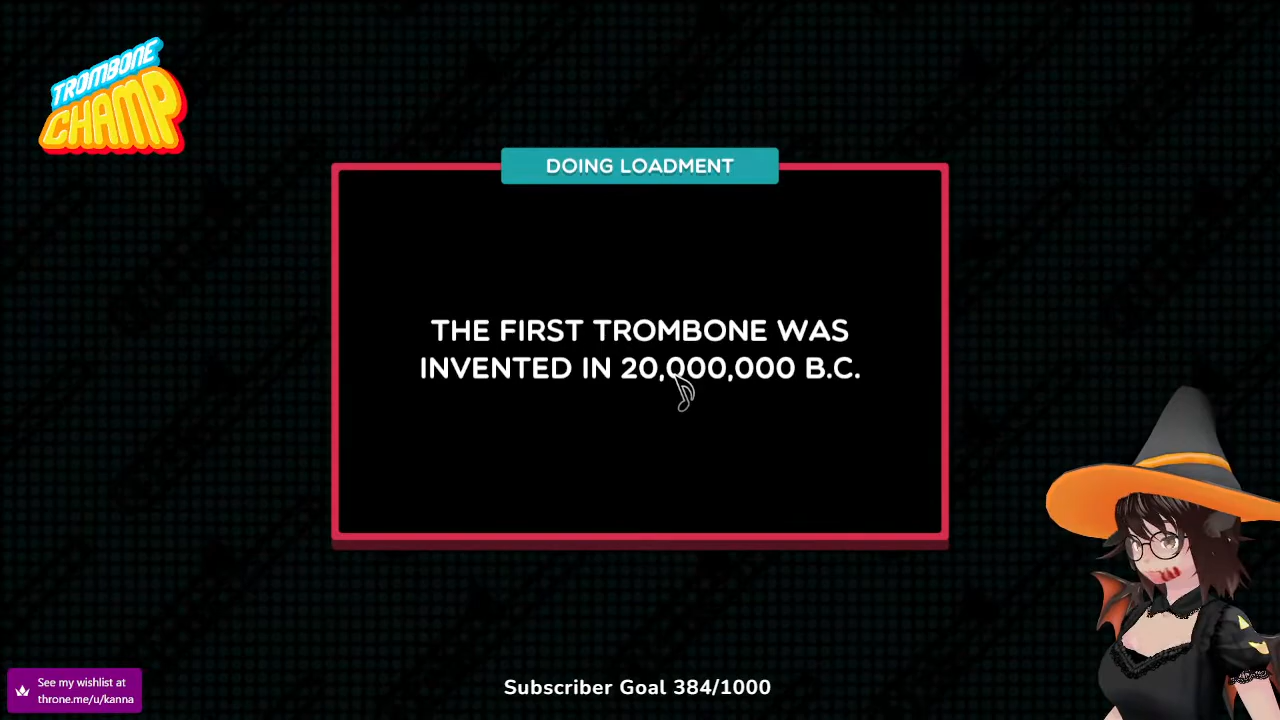 TROMBONE
CHAMP
DOING LOADMENT
THE FIRST TROMBONE WAS
INVENTED IN 20,000,000 B.C.
See my wishlist at
throne.me/u/kanna
Subscriber Goal 384/1000